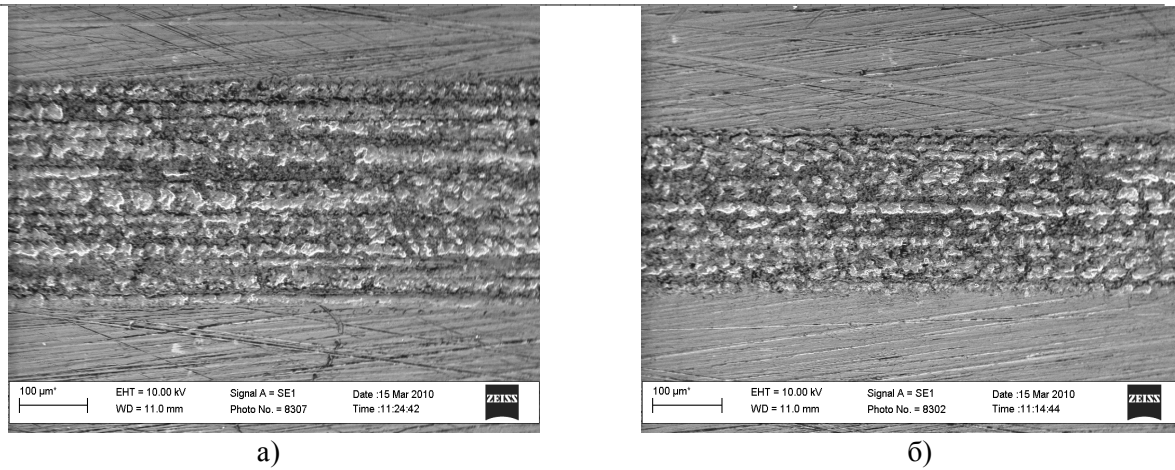 100 µm*
EHT = 10.00 kV Signal A = SE1 Date :15 Mar 2010
WD = 11.0 mm Photo No. = 8307 Time :11:24:42
ZEISS
100 µm*
EHT = 10.00 kV Signal A = SE1 Date :15 Mar 2010
WD = 11.0 mm Photo No. = 8302 Time :11:14:44
ZEISS
а)
б)